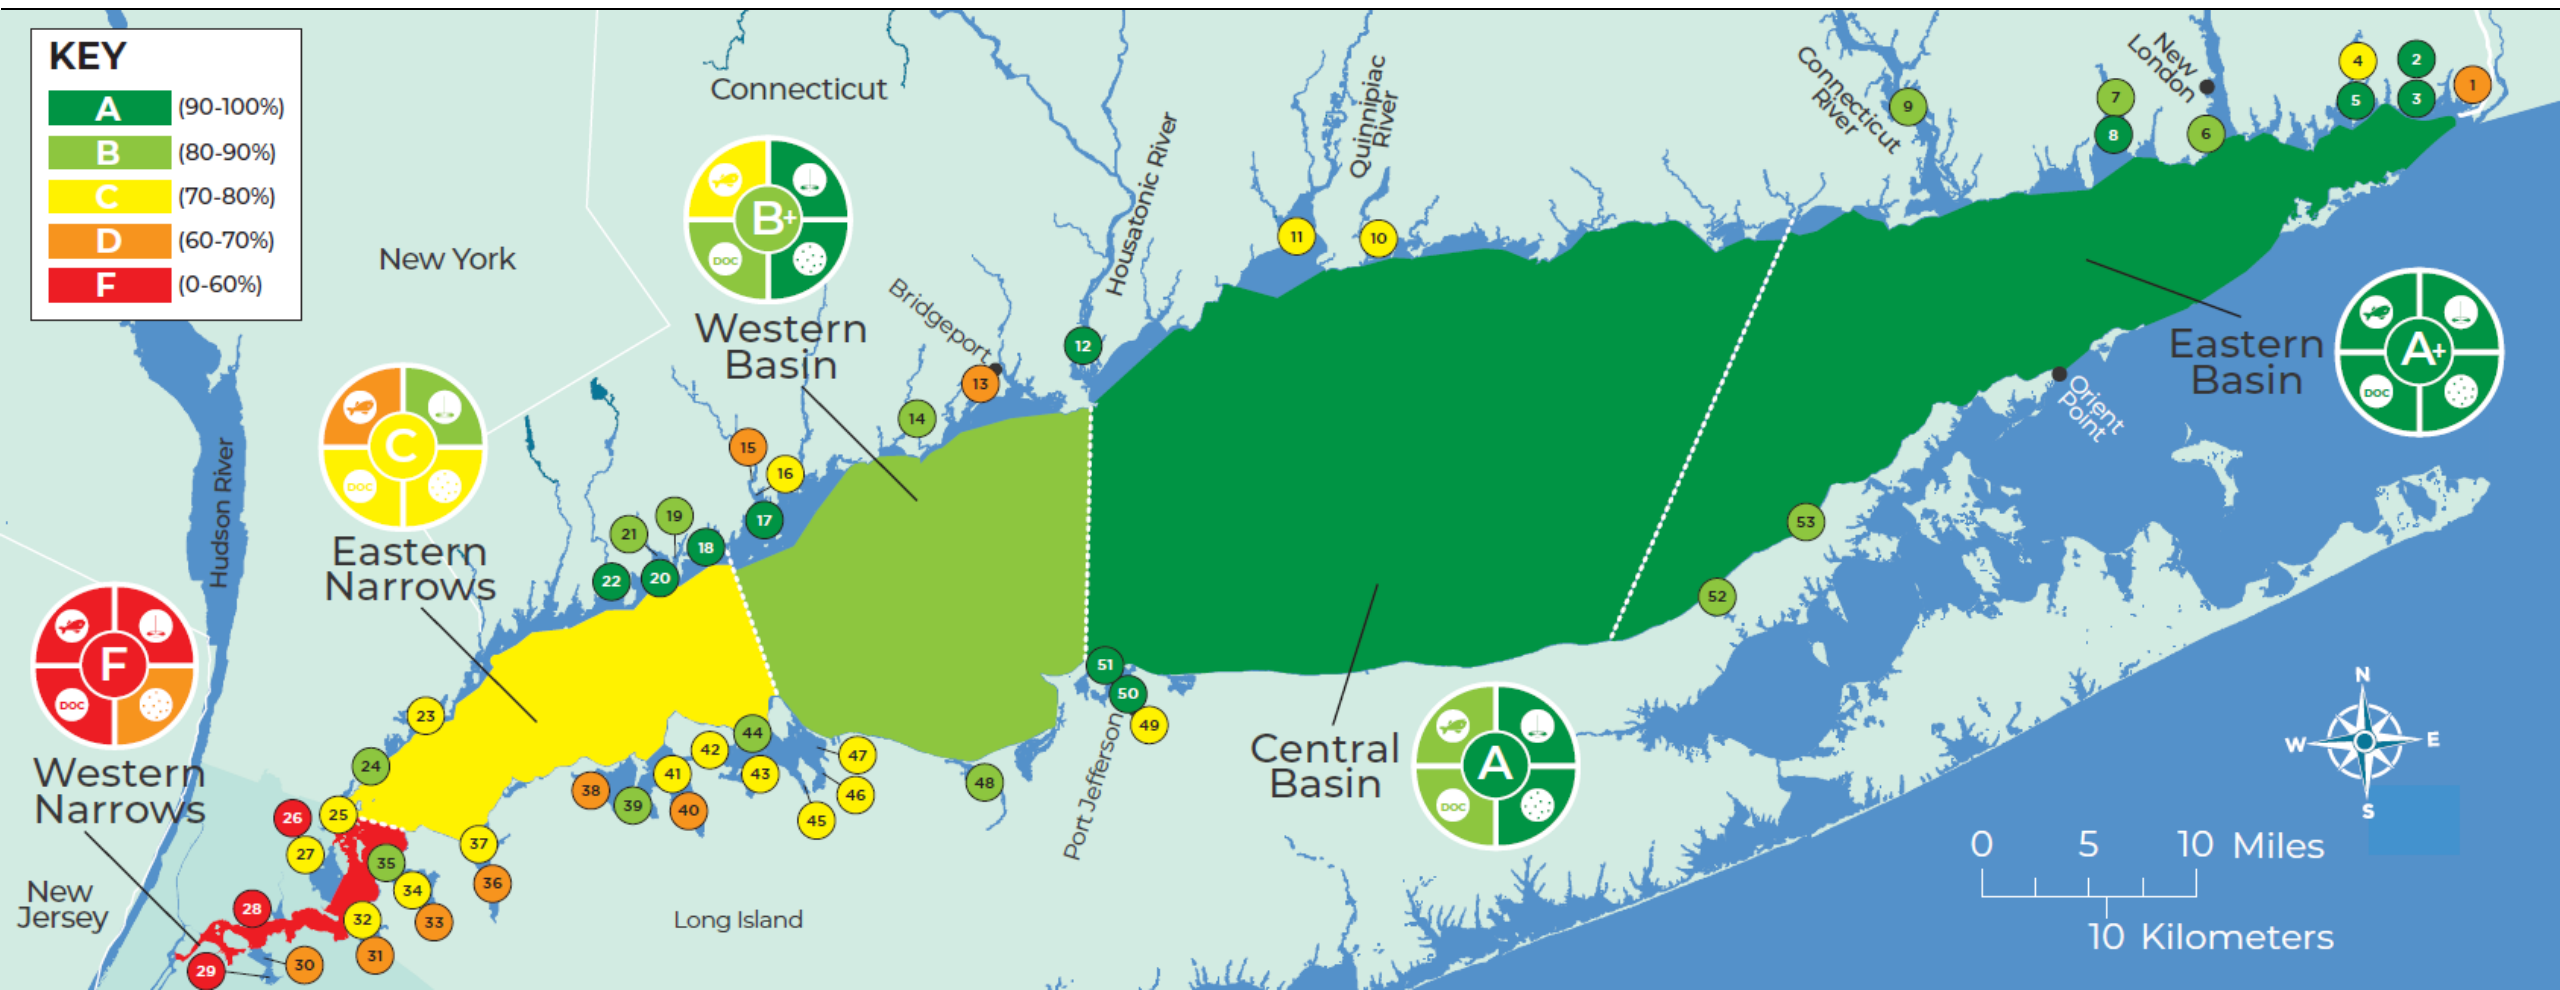 KEY
A (90-100%)
B (80-90%)
C (70-80%)
D (60-70%)
F (0-60%)
Connecticut
New York
Hudson River
New
Jersey
Long Island
Bridgeport
Housatonic River
Quinnipiac
River
Connecticut
River
New
London
Orient
Point
Port Jefferson
F
DOC
Western
Narrows
C
DOC
Eastern
Narrows
B+
DOC
Western
Basin
A
DOC
Central
Basin
A+
DOC
Eastern
Basin
1
2
3
4
5
6
7
8
9
10
11
12
13
14
15
16
17
18
19
20
21
22
23
24
25
26
27
28
29
30
31
32
33
34
35
36
37
38
39
40
41
42
43
44
45
46
47
48
49
50
51
52
53
N
W
E
S
0 5 10 Miles
10 Kilometers